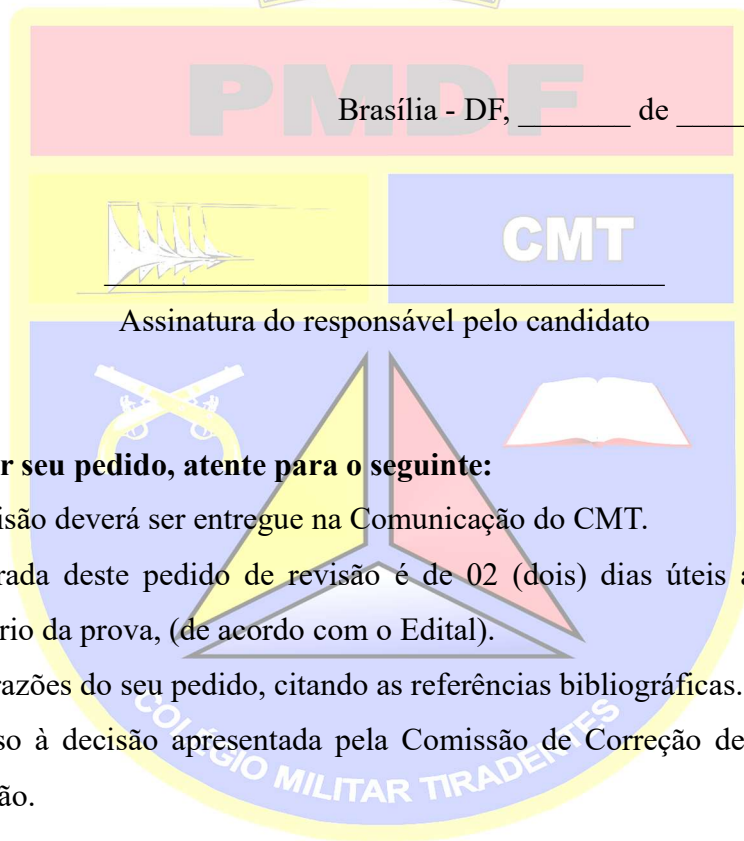 PMDF
Brasília - DF, _______ de ____
CMT
___________________________________
Assinatura do responsável pelo candidato
r seu pedido, atente para o seguinte:
isão deverá ser entregue na Comunicação do CMT.
rada deste pedido de revisão é de 02 (dois) dias úteis a
rio da prova, (de acordo com o Edital).
razões do seu pedido, citando as referências bibliográficas.
so à decisão apresentada pela Comissão de Correção de
ão.
COLÉGIO MILITAR TIRADENTES